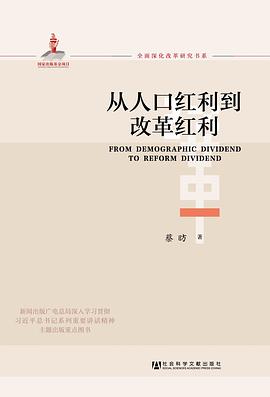 国家出版基金项目
全面深化改革研究书系
从人口红利到
改革红利
FROM DEMOGRAPHIC DIVIDEND
TO REFORM DIVIDEND
蔡昉 著
新闻出版广电总局深入学习贯彻
习近平总书记系列重要讲话精神
主题出版重点图书
社会科学文献出版社
SOCIAL SCIENCES ACADEMIC PRESS (CHINA)